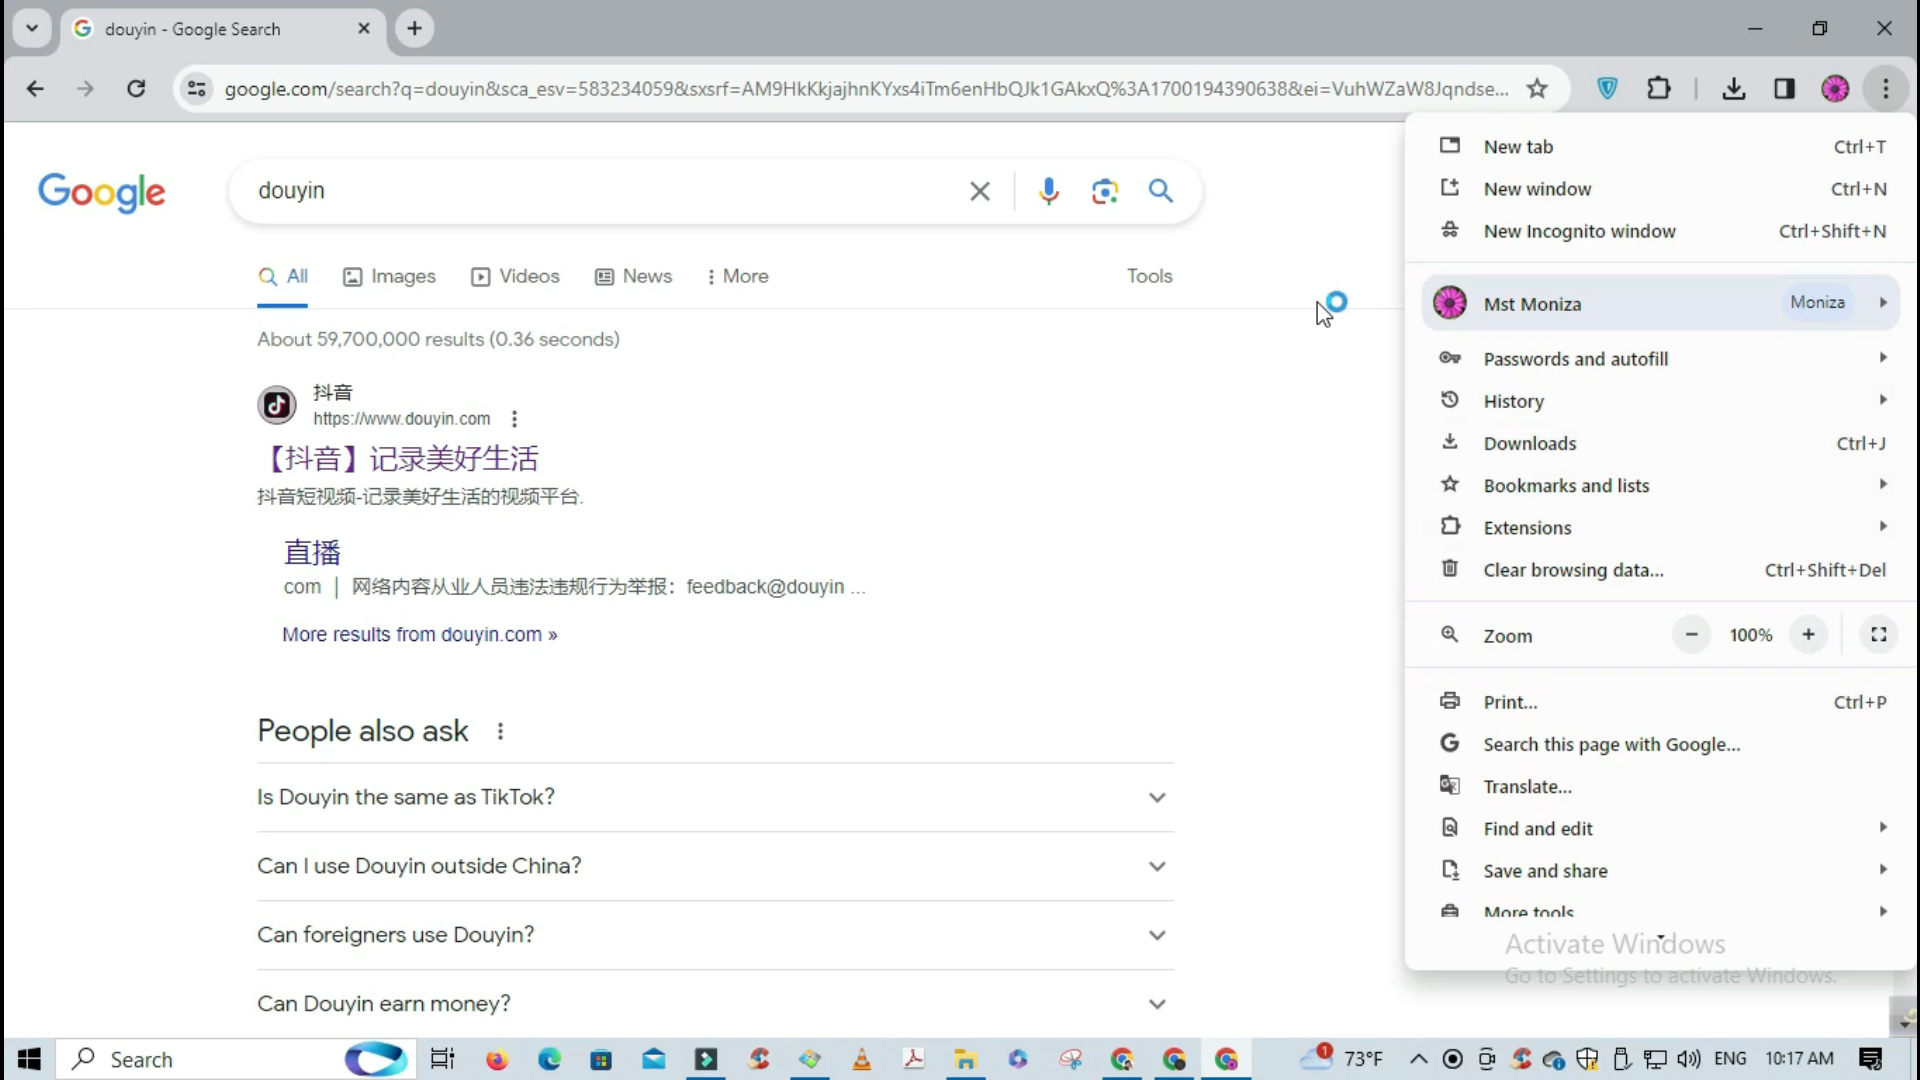 douyin - Google Search
google.com/search?q=douyin&sca_esv=583234059&sxsrf=AM9HkKkjajhnKYxs4iTm6enHbQJk1GAkxQ%3A1700194390638&ei=VuhWZaW8Jqndse...
Google
douyin
All Images Videos News More Tools
About 59,700,000 results (0.36 seconds)
抖音
https://www.douyin.com
【抖音】记录美好生活
抖音短视频-记录美好生活的视频平台.
直播
com | 网络内容从业人员违法违规行为举报：feedback@douyin ...
More results from douyin.com »
People also ask
Is Douyin the same as TikTok?
Can I use Douyin outside China?
Can foreigners use Douyin?
Can Douyin earn money?
New tab Ctrl+T
New window Ctrl+N
New Incognito window Ctrl+Shift+N
Mst Moniza Moniza
Passwords and autofill
History
Downloads Ctrl+J
Bookmarks and lists
Extensions
Clear browsing data... Ctrl+Shift+Del
Zoom − 100% +
Print... Ctrl+P
Search this page with Google...
Translate...
Find and edit
Save and share
More tools
Activate Windows
Go to Settings to activate Windows.
Search
1 73°F ENG 10:17 AM